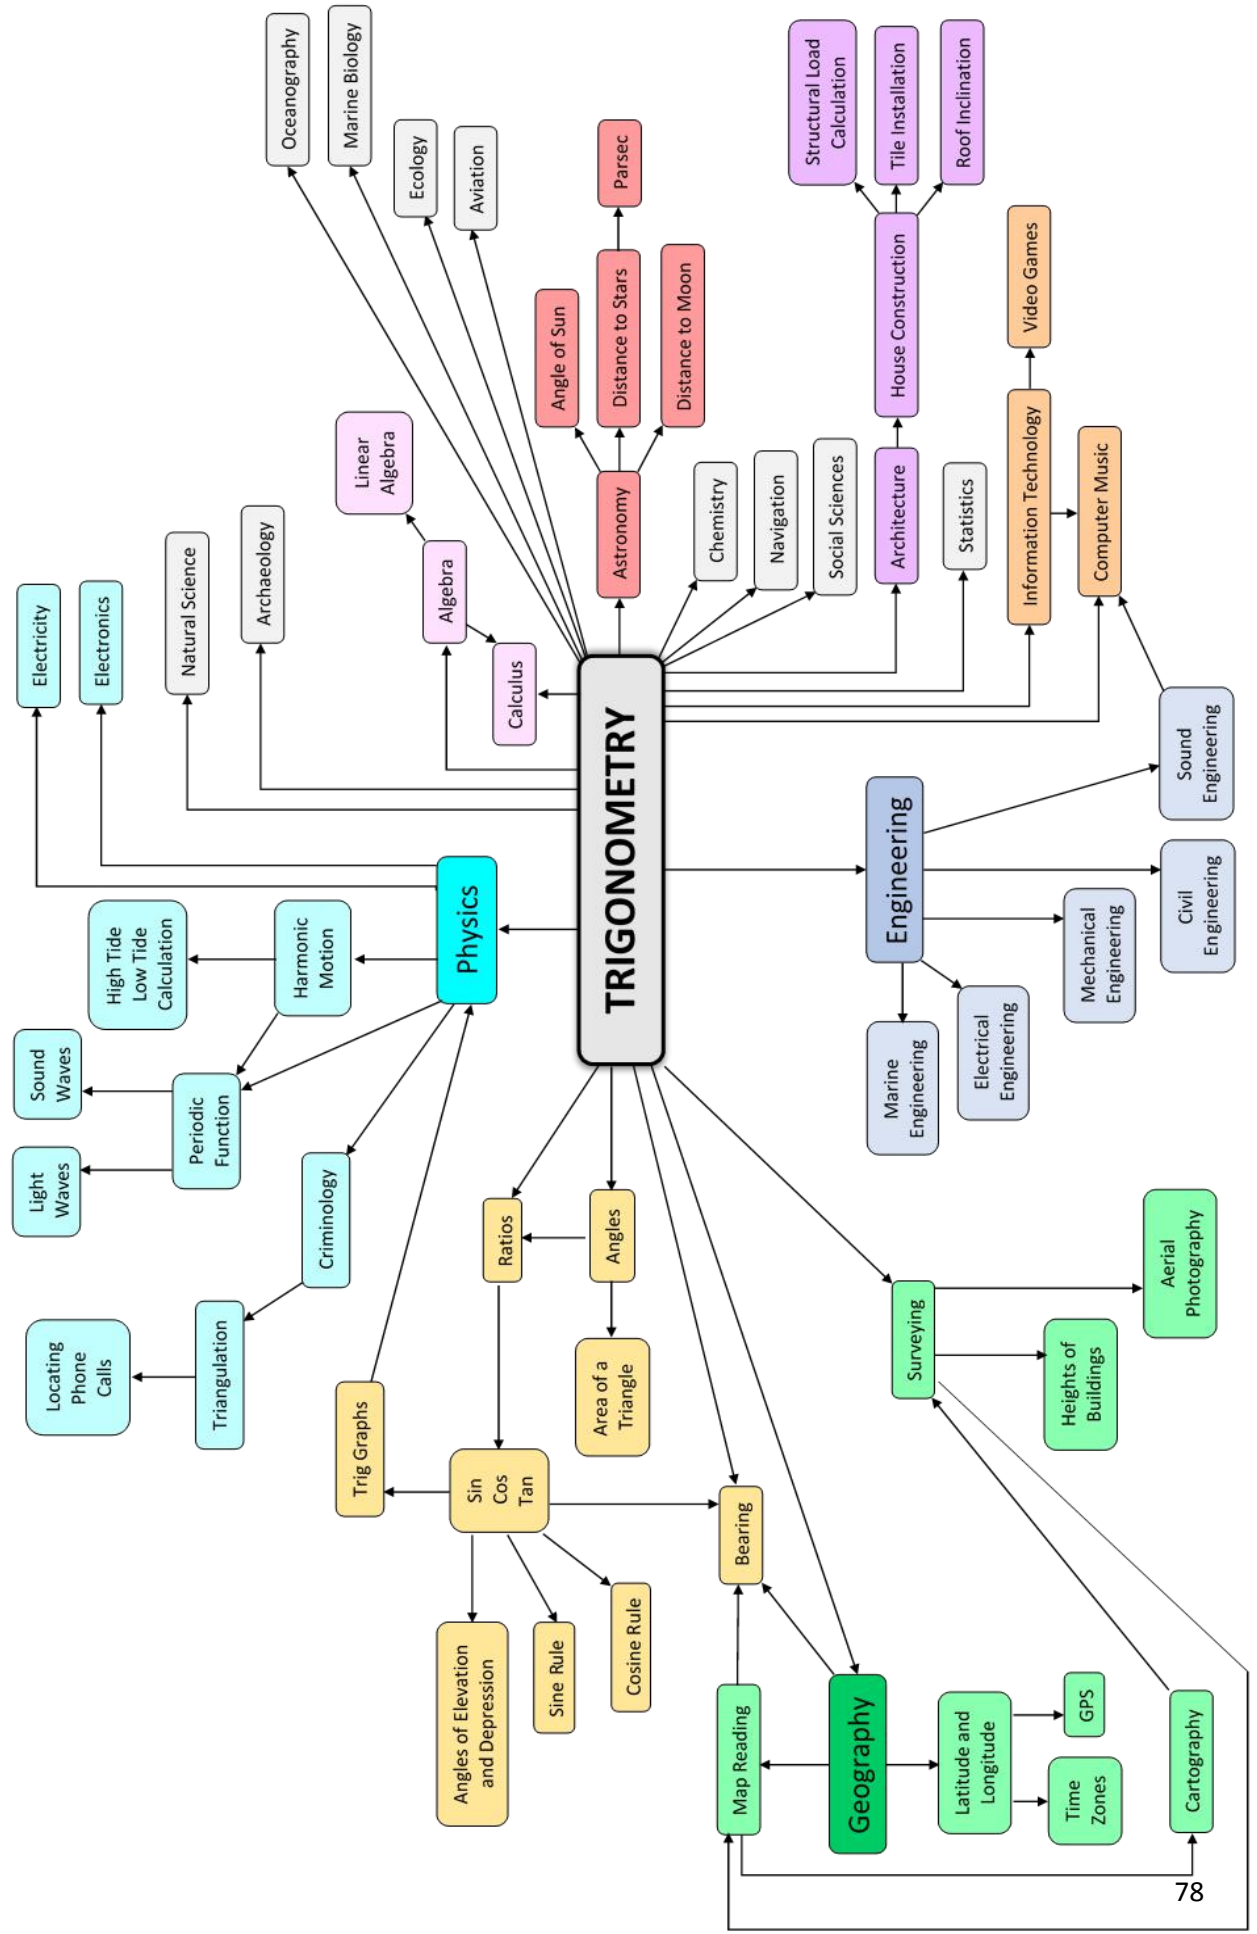 Electricity
Electronics
Natural Science
Archaeology
Oceanography
Marine Biology
Ecology
Aviation
Linear
Algebra
Algebra
Calculus
Angle of Sun
Distance to Stars
Parsec
Distance to Moon
Astronomy
Chemistry
Navigation
Social Sciences
Architecture
House Construction
Structural Load
Calculation
Tile Installation
Roof Inclination
Statistics
Information Technology
Video Games
Computer Music
TRIGONOMETRY
Physics
Harmonic
Motion
High Tide
Low Tide
Calculation
Periodic
Function
Sound
Waves
Light
Waves
Criminology
Triangulation
Locating
Phone
Calls
Trig Graphs
Ratios
Angles
Area of a
Triangle
Sin
Cos
Tan
Angles of Elevation
and Depression
Sine Rule
Cosine Rule
Bearing
Map Reading
Geography
Latitude and
Longitude
GPS
Time
Zones
Cartography
Surveying
Heights of
Buildings
Aerial
Photography
Engineering
Marine
Engineering
Electrical
Engineering
Mechanical
Engineering
Civil
Engineering
Sound
Engineering
78